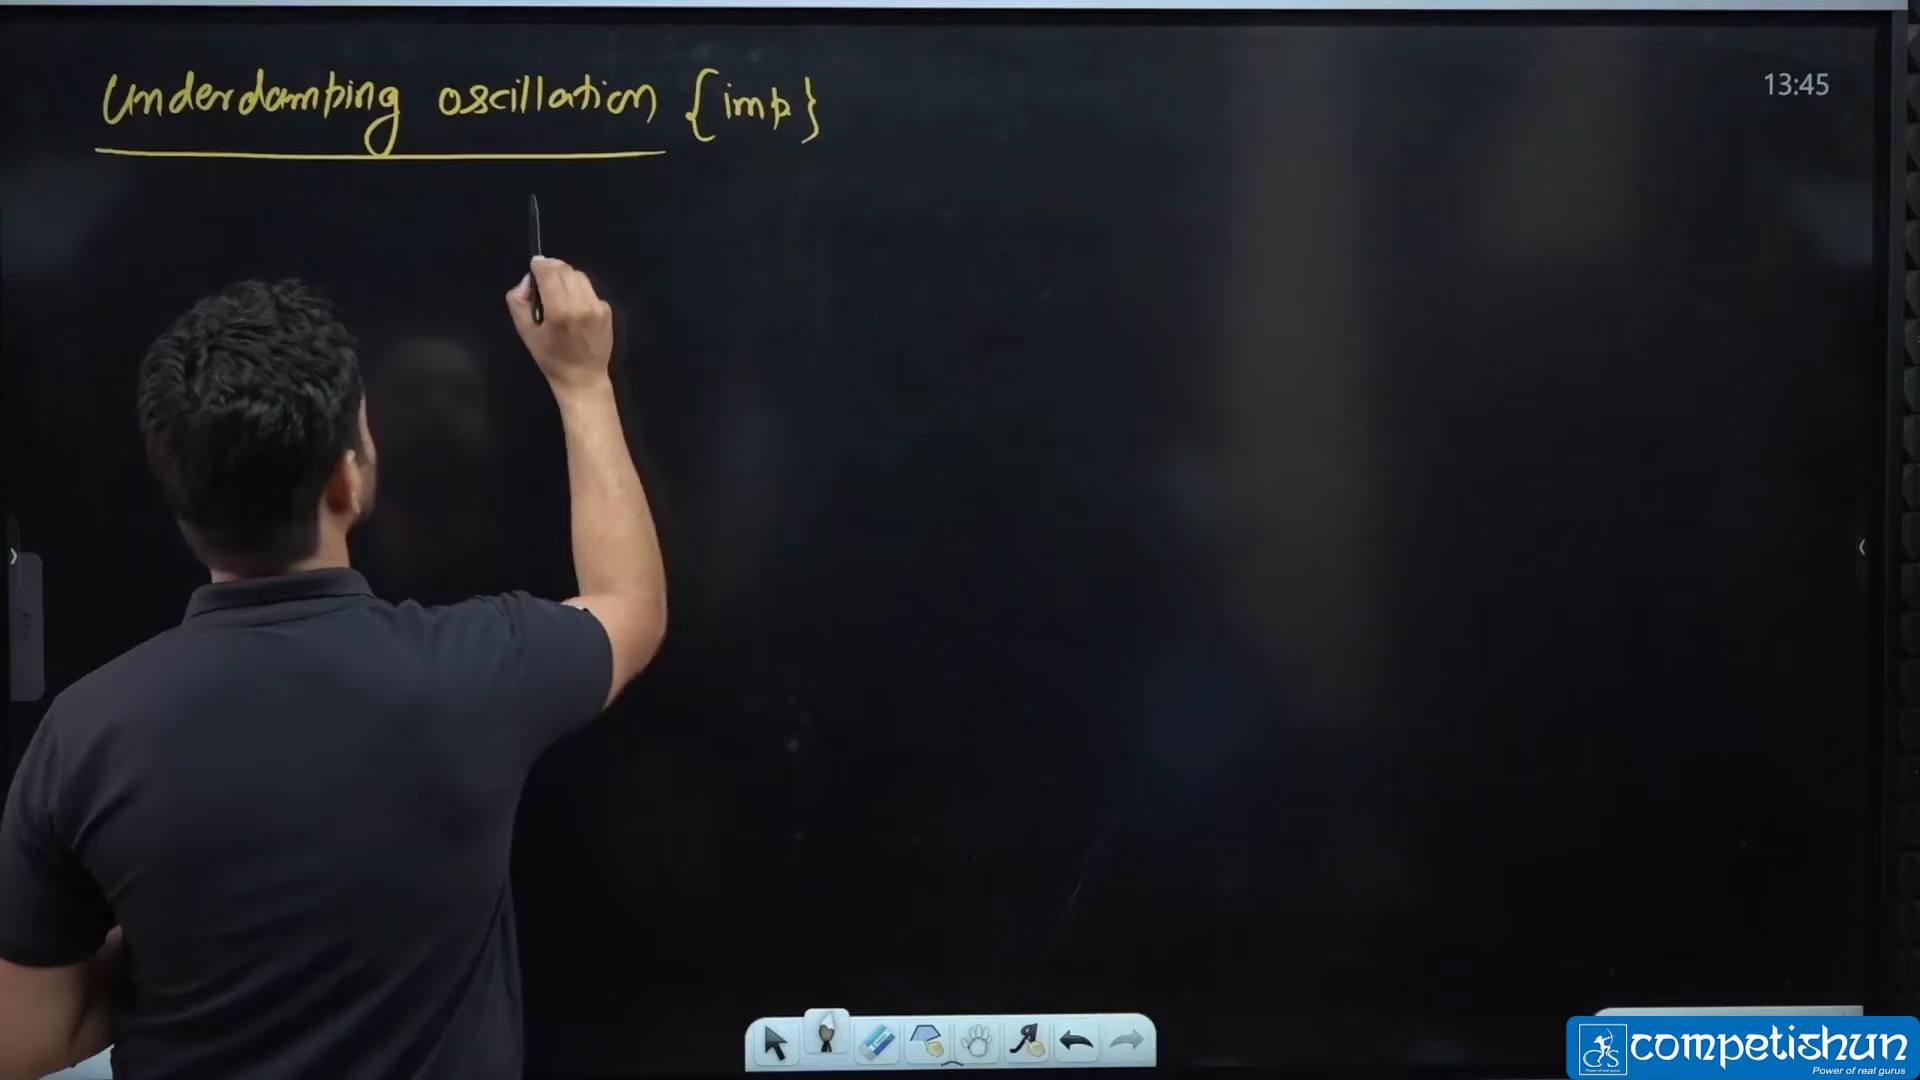 Underdamping oscillation {imp}
13:45
competishun
Power of real gurus